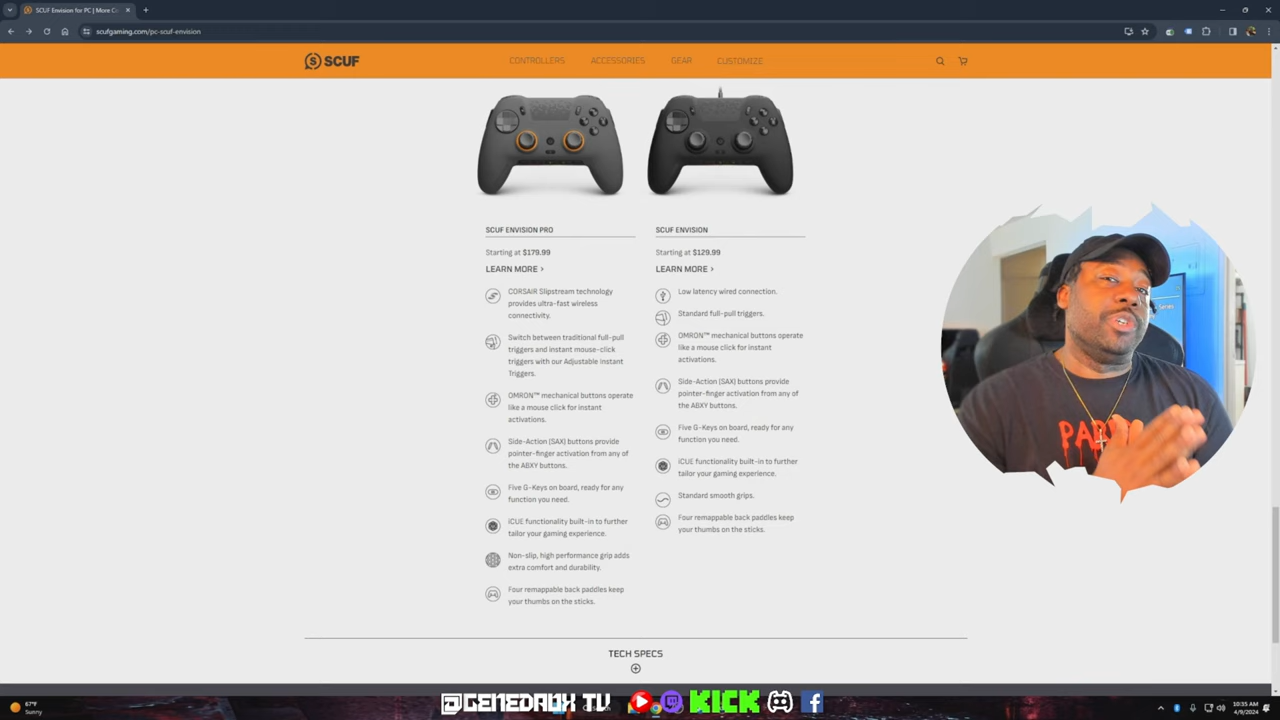 SCUF Envision for PC | More C
scufgaming.com/pc-scuf-envision
SCUF
CONTROLLERS
ACCESSORIES
GEAR
CUSTOMIZE
SCUF ENVISION PRO
Starting at $179.99
LEARN MORE >
CORSAIR Slipstream technology
provides ultra-fast wireless
connectivity.
Switch between traditional full-pull
triggers and instant mouse-click
triggers with our Adjustable Instant
Triggers.
OMRON™ mechanical buttons operate
like a mouse click for instant
activations.
Side-Action (SAX) buttons provide
pointer-finger activation from any of
the ABXY buttons.
Five G-Keys on board, ready for any
function you need.
iCUE functionality built-in to further
tailor your gaming experience.
Non-slip, high performance grip adds
extra comfort and durability.
Four remappable back paddles keep
your thumbs on the sticks.
SCUF ENVISION
Starting at $129.99
LEARN MORE >
Low latency wired connection.
Standard full-pull triggers.
OMRON™ mechanical buttons operate
like a mouse click for instant
activations.
Side-Action (SAX) buttons provide
pointer-finger activation from any of
the ABXY buttons.
Five G-Keys on board, ready for any
function you need.
iCUE functionality built-in to further
tailor your gaming experience.
Standard smooth grips.
Four remappable back paddles keep
your thumbs on the sticks.
TECH SPECS
67°F
Sunny
@GENEDAUX TV
KICK
10:35 AM
4/9/2024